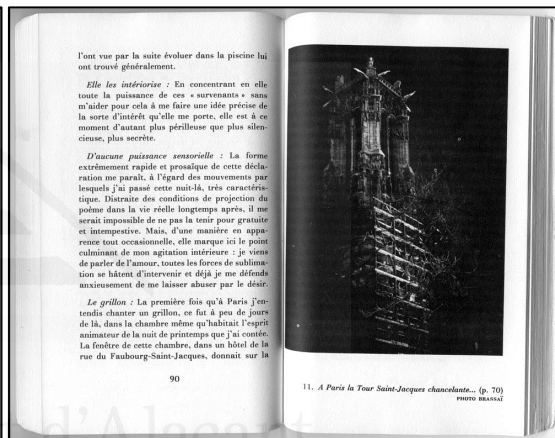 l'ont vue par la suite évoluer dans la piscine lui
ont trouvé généralement.
Elle les intériorise : En concentrant en elle
toute la puissance de ces « survenants » sans
m'aider pour cela à me faire une idée précise de
la sorte d'intérêt qu'elle me porte, elle est à ce
moment d'autant plus périlleuse que plus silen-
cieuse, plus secrète.
D'aucune puissance sensorielle : La forme
extrêmement rapide et prosaïque de cette décla-
ration me paraît, à l'égard des mouvements par
lesquels j'ai passé cette nuit-là, très caractéris-
tique. Distraite des conditions de projection du
poème dans la vie réelle longtemps après, il me
serait impossible de ne pas la tenir pour gratuite
et intempestive. Mais, d'une manière en appa-
rence tout occasionnelle, elle marque ici le point
culminant de mon agitation intérieure : je viens
de parler de l'amour, toutes les forces de sublima-
tion se hâtent d'intervenir et déjà je me défends
anxieusement de me laisser abuser par le désir.
Le grillon : La première fois qu'à Paris j'en-
tendis chanter un grillon, ce fut à peu de jours
de là, dans la chambre même qu'habitait l'esprit
animateur de la nuit de printemps que j'ai contée.
La fenêtre de cette chambre, dans un hôtel de la
rue du Faubourg-Saint-Jacques, donnait sur la
90
11. A Paris la Tour Saint-Jacques chancelante... (p. 70)
PHOTO BRASSAÏ
d'Alacant